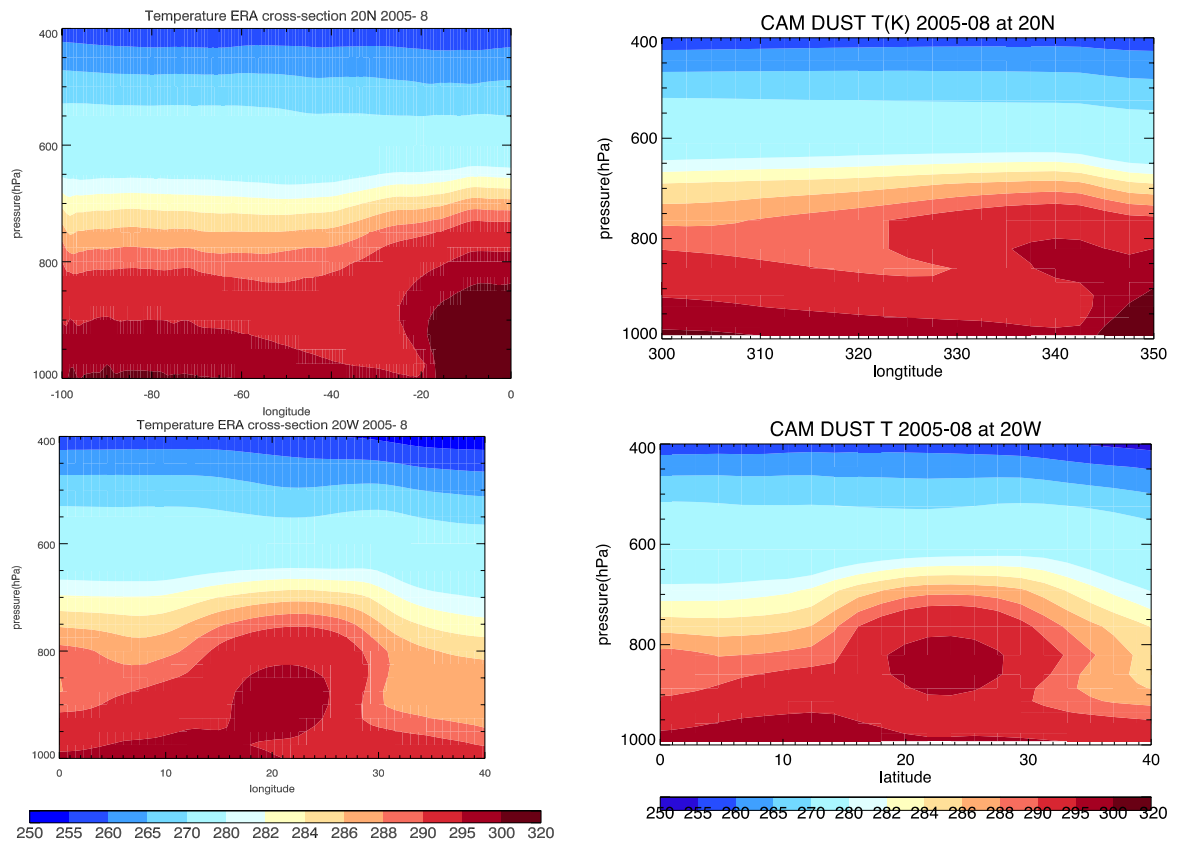 Temperature ERA cross-section 20N 2005- 8
400
600
800
1000
pressure(hPa)
-100 -80 -60 -40 -20 0
longitude
CAM DUST T(K) 2005-08 at 20N
400
600
800
1000
pressure(hPa)
300 310 320 330 340 350
longtitude
Temperature ERA cross-section 20W 2005- 8
400
600
800
1000
pressure(hPa)
0 10 20 30 40
longitude
250 255 260 265 270 280 282 284 286 288 290 295 300 320
CAM DUST T 2005-08 at 20W
400
600
800
1000
pressure(hPa)
0 10 20 30 40
latitude
250 255 260 265 270 280 282 284 286 288 290 295 300 320